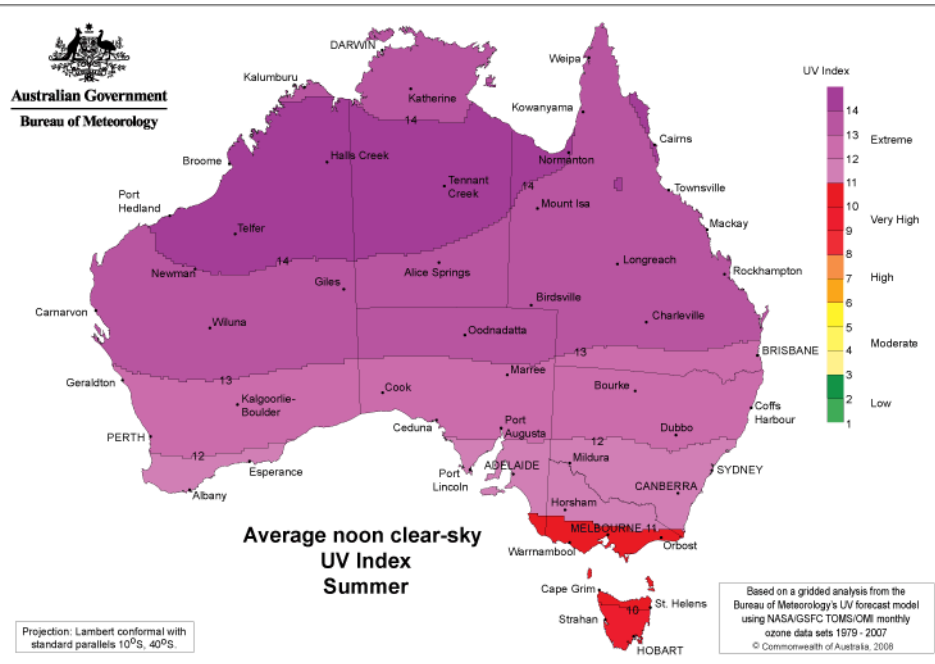 Australian Government
Bureau of Meteorology
DARWIN
Katherine
Kalumburu
14
Weipa
Kowanyama
Normanton
Cairns
Townsville
Mackay
Rockhampton
Halls Creek
Broome
Tennant
Creek
14
Mount Isa
Port
Hedland
Telfer
Newman
14
Giles
Alice Springs
Longreach
Birdsville
Charleville
Carnarvon
Wiluna
Oodnadatta
13
BRISBANE
Geraldton
13
Kalgoorlie-
Boulder
Cook
Marree
Bourke
Coffs
Harbour
PERTH
12
Esperance
Albany
Ceduna
Port
Augusta
12
Dubbo
Port
Lincoln
ADELAIDE
Mildura
SYDNEY
CANBERRA
Horsham
MELBOURNE
11
Warrnambool
Orbost
Cape Grim
10
St. Helens
Strahan
HOBART
UV Index
14
13
Extreme
12
11
10
Very High
9
8
High
7
6
5
Moderate
4
3
Low
2
1
Average noon clear-sky
UV Index
Summer
Projection: Lambert conformal with
standard parallels 10⁰S, 40⁰S.
Based on a gridded analysis from the
Bureau of Meteorology's UV forecast model
using NASA/GSFC TOMS/OMI monthly
ozone data sets 1979 - 2007
© Commonwealth of Australia, 2008